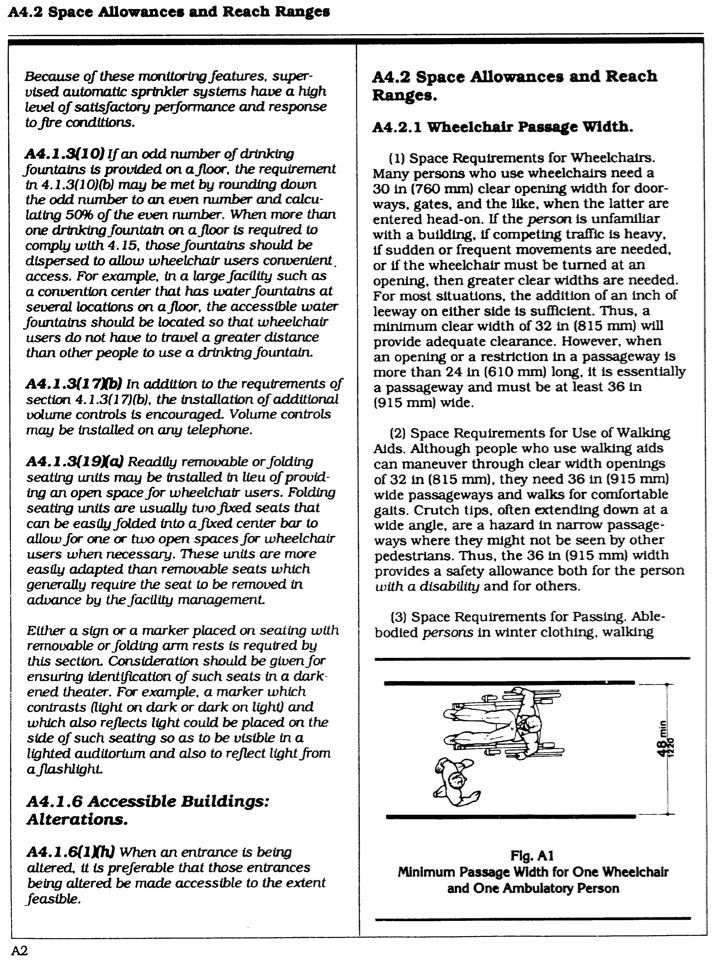 A4.2 Space Allowances and Reach Ranges
Because of these monitoring features, super-
vised automatic sprinkler systems have a high
level of satisfactory performance and response
to fire conditions.
A4.1.3(10) If an odd number of drinking
fountains is provided on a floor, the requirement
in 4.1.3(10)(b) may be met by rounding down
the odd number to an even number and calcu-
lating 50% of the even number. When more than
one drinking fountain on a floor is required to
comply with 4.15, those fountains should be
dispersed to allow wheelchair users convenient
access. For example, in a large facility such as
a convention center that has water fountains at
several locations on a floor, the accessible water
fountains should be located so that wheelchair
users do not have to travel a greater distance
than other people to use a drinking fountain.
A4.1.3(17)(b) In addition to the requirements of
section 4.1.3(17)(b), the installation of additional
volume controls is encouraged. Volume controls
may be installed on any telephone.
A4.1.3(19)(a) Readily removable or folding
seating units may be installed in lieu of provid-
ing an open space for wheelchair users. Folding
seating units are usually two fixed seats that
can be easily folded into a fixed center bar to
allow for one or two open spaces for wheelchair
users when necessary. These units are more
easily adapted than removable seats which
generally require the seat to be removed in
advance by the facility management.
Either a sign or a marker placed on seating with
removable or folding arm rests is required by
this section. Consideration should be given for
ensuring identification of such seats in a dark-
ened theater. For example, a marker which
contrasts (light on dark or dark on light) and
which also reflects light could be placed on the
side of such seating so as to be visible in a
lighted auditorium and also to reflect light from
a flashlight.
A4.1.6 Accessible Buildings:
Alterations.
A4.1.6(1)(h) When an entrance is being
altered, it is preferable that those entrances
being altered be made accessible to the extent
feasible.
A4.2 Space Allowances and Reach
Ranges.
A4.2.1 Wheelchair Passage Width.
(1) Space Requirements for Wheelchairs.
Many persons who use wheelchairs need a
30 in (760 mm) clear opening width for door-
ways, gates, and the like, when the latter are
entered head-on. If the person is unfamiliar
with a building, if competing traffic is heavy,
if sudden or frequent movements are needed,
or if the wheelchair must be turned at an
opening, then greater clear widths are needed.
For most situations, the addition of an inch of
leeway on either side is sufficient. Thus, a
minimum clear width of 32 in (815 mm) will
provide adequate clearance. However, when
an opening or a restriction in a passageway is
more than 24 in (610 mm) long, it is essentially
a passageway and must be at least 36 in
(915 mm) wide.
(2) Space Requirements for Use of Walking
Aids. Although people who use walking aids
can maneuver through clear width openings
of 32 in (815 mm), they need 36 in (915 mm)
wide passageways and walks for comfortable
gaits. Crutch tips, often extending down at a
wide angle, are a hazard in narrow passage-
ways where they might not be seen by other
pedestrians. Thus, the 36 in (915 mm) width
provides a safety allowance both for the person
with a disability and for others.
(3) Space Requirements for Passing. Able-
bodied persons in winter clothing, walking
48 min
1220
Fig. A1
Minimum Passage Width for One Wheelchair
and One Ambulatory Person
A2